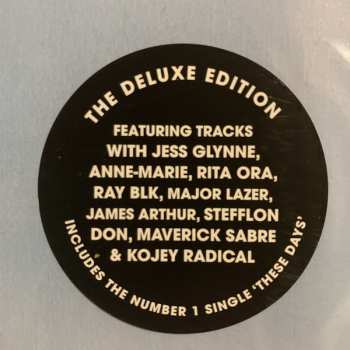 THE DELUXE EDITION
FEATURING TRACKS
WITH JESS GLYNNE,
ANNE-MARIE, RITA ORA,
RAY BLK, MAJOR LAZER,
JAMES ARTHUR, STEFFLON
DON, MAVERICK SABRE
& KOJEY RADICAL
INCLUDES THE NUMBER 1 SINGLE 'THESE DAYS'